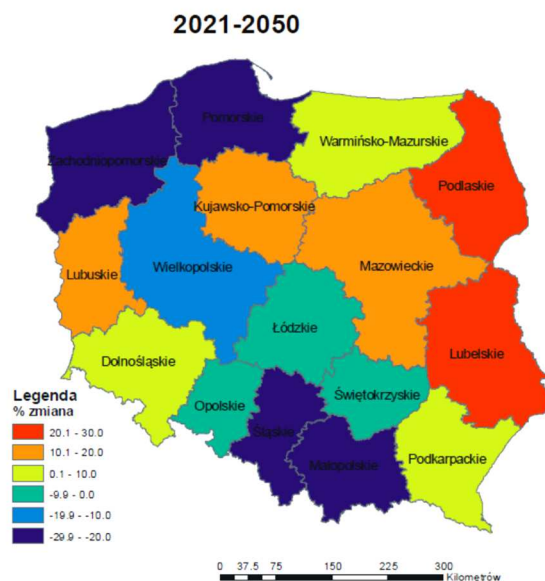 2021-2050
Pomorskie
Warmińsko-Mazurskie
Zachodniopomorskie
Podlaskie
Kujawsko-Pomorskie
Wielkopolskie
Mazowieckie
Lubuskie
Łódzkie
Lubelskie
Dolnośląskie
Świętokrzyskie
Opolskie
Śląskie
Małopolskie
Podkarpackie
Legenda
% zmiana
20.1 - 30.0
10.1 - 20.0
0.1 - 10.0
-9.9 - 0.0
-19.9 - -10.0
-29.9 - -20.0
0 37.5 75 150 225 300
Kilometrów